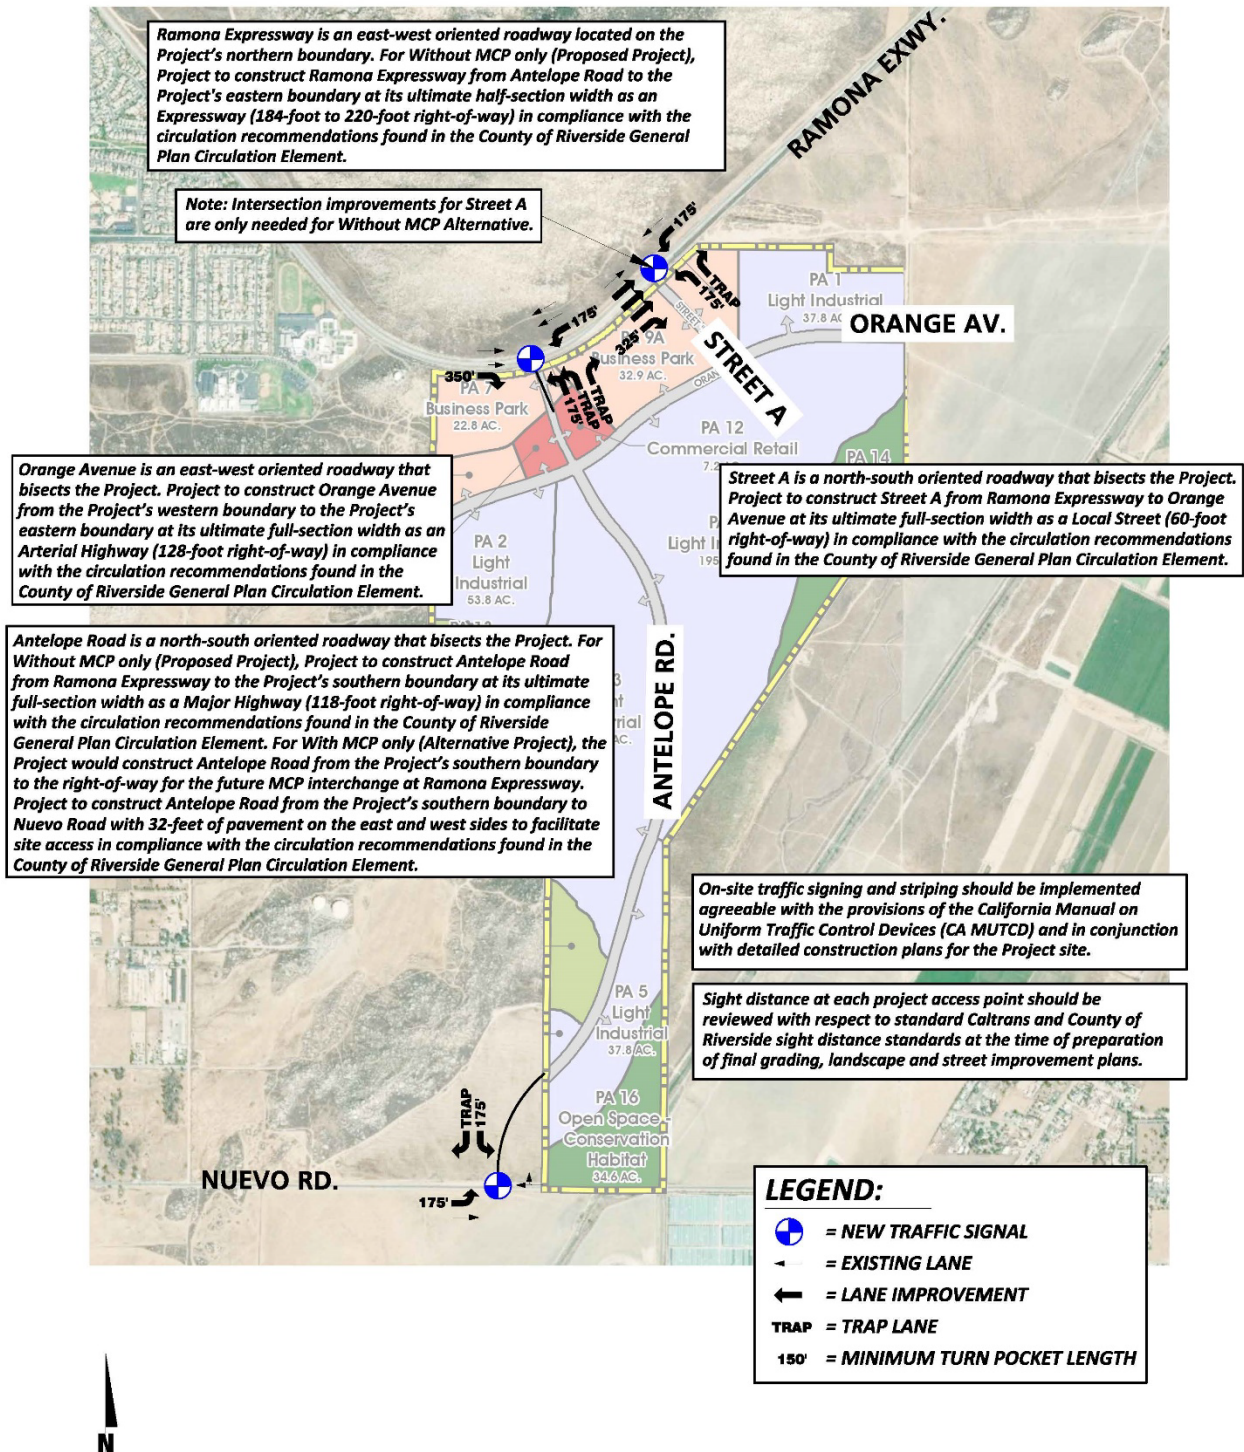 Ramona Expressway is an east-west oriented roadway located on the
Project's northern boundary. For Without MCP only (Proposed Project),
Project to construct Ramona Expressway from Antelope Road to the
Project's eastern boundary at its ultimate half-section width as an
Expressway (184-foot to 220-foot right-of-way) in compliance with the
circulation recommendations found in the County of Riverside General
Plan Circulation Element.
RAMONA EXWY.
Note: Intersection improvements for Street A
are only needed for Without MCP Alternative.
175'
TRAP
175'
PA 1
Light Industrial
37.8 AC.
ORANGE AV.
175'
325'
STREET
STREET A
9A
Business Park
32.9 AC.
350'
PA 7
Business Park
22.8 AC.
TRAP
TRAP
175'
PA 12
Commercial Retail
PA 14
Orange Avenue is an east-west oriented roadway that
bisects the Project. Project to construct Orange Avenue
from the Project's western boundary to the Project's
eastern boundary at its ultimate full-section width as an
Arterial Highway (128-foot right-of-way) in compliance
with the circulation recommendations found in the
County of Riverside General Plan Circulation Element.
Street A is a north-south oriented roadway that bisects the Project.
Project to construct Street A from Ramona Expressway to Orange
Avenue at its ultimate full-section width as a Local Street (60-foot
right-of-way) in compliance with the circulation recommendations
found in the County of Riverside General Plan Circulation Element.
PA 2
Light
Industrial
53.8 AC.
Light
195
Antelope Road is a north-south oriented roadway that bisects the Project. For
Without MCP only (Proposed Project), Project to construct Antelope Road
from Ramona Expressway to the Project's southern boundary at its ultimate
full-section width as a Major Highway (118-foot right-of-way) in compliance
with the circulation recommendations found in the County of Riverside
General Plan Circulation Element. For With MCP only (Alternative Project), the
Project would construct Antelope Road from the Project's southern boundary
to the right-of-way for the future MCP interchange at Ramona Expressway.
Project to construct Antelope Road from the Project's southern boundary to
Nuevo Road with 32-feet of pavement on the east and west sides to facilitate
site access in compliance with the circulation recommendations found in the
County of Riverside General Plan Circulation Element.
ANTELOPE RD.
On-site traffic signing and striping should be implemented
agreeable with the provisions of the California Manual on
Uniform Traffic Control Devices (CA MUTCD) and in conjunction
with detailed construction plans for the Project site.
Sight distance at each project access point should be
reviewed with respect to standard Caltrans and County of
Riverside sight distance standards at the time of preparation
of final grading, landscape and street improvement plans.
PA 5
Light
Industrial
37.8 AC.
PA 16
Open Space -
Conservation
Habitat
34.6 AC.
TRAP
175'
NUEVO RD.
175'
LEGEND:
= NEW TRAFFIC SIGNAL
= EXISTING LANE
= LANE IMPROVEMENT
TRAP = TRAP LANE
150' = MINIMUM TURN POCKET LENGTH
N